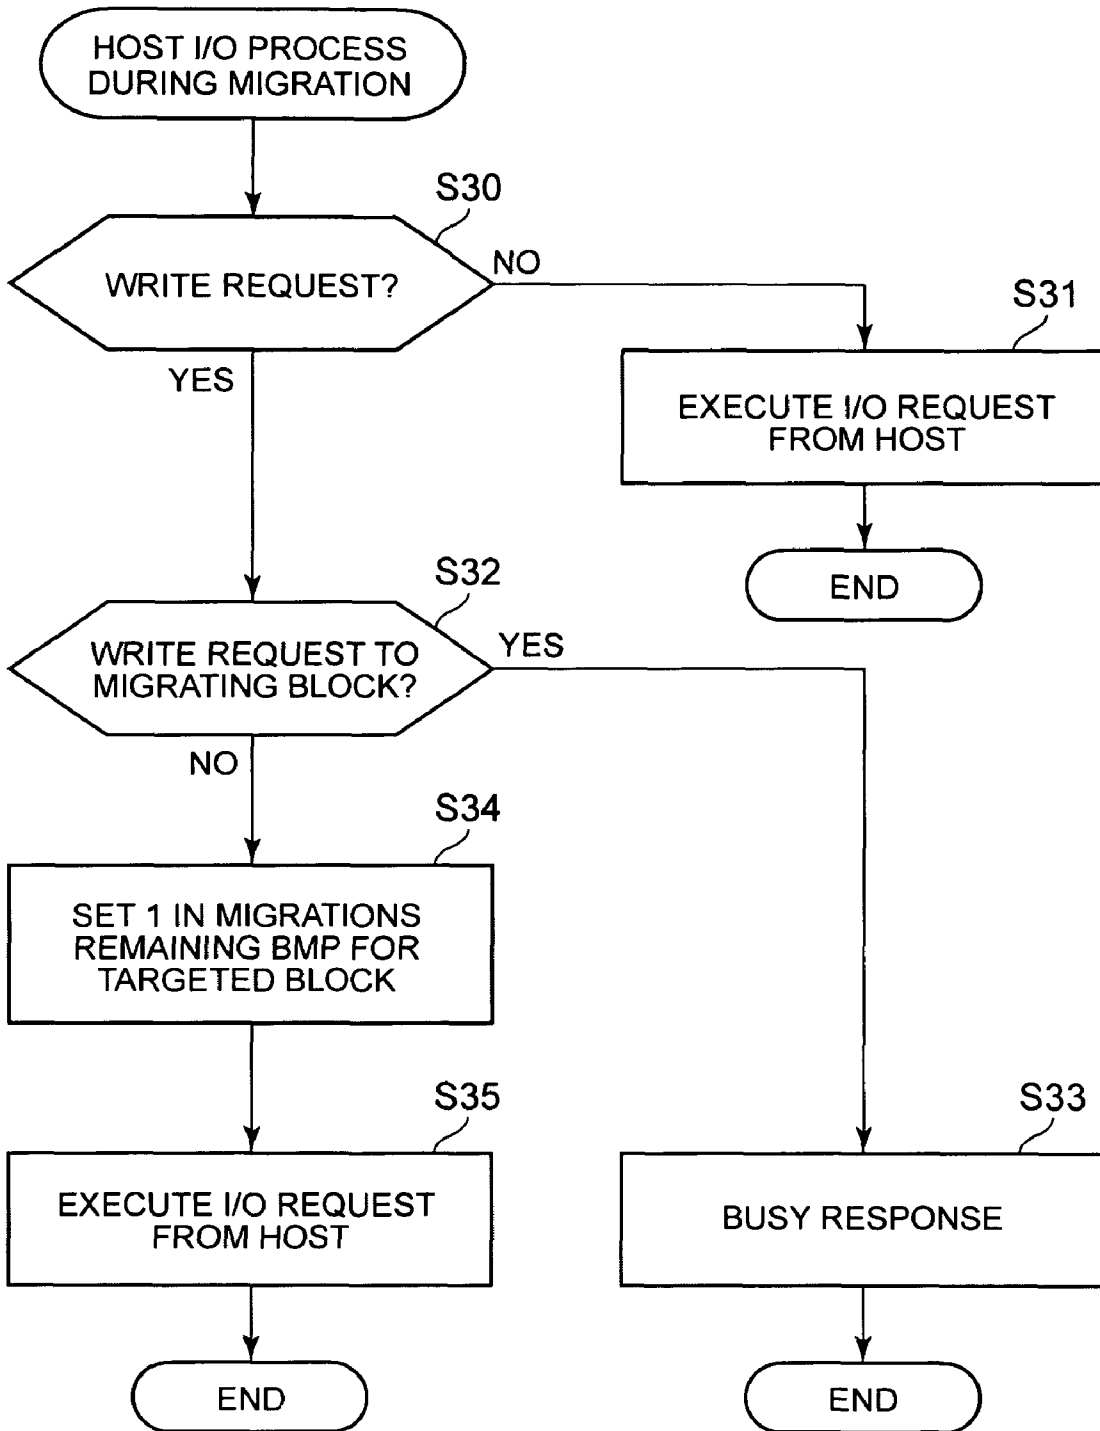 HOST I/O PROCESS
DURING MIGRATION
S30
WRITE REQUEST?
NO
YES
S31
EXECUTE I/O REQUEST
FROM HOST
END
S32
WRITE REQUEST TO
MIGRATING BLOCK?
YES
NO
S34
SET 1 IN MIGRATIONS
REMAINING BMP FOR
TARGETED BLOCK
S35
EXECUTE I/O REQUEST
FROM HOST
END
S33
BUSY RESPONSE
END